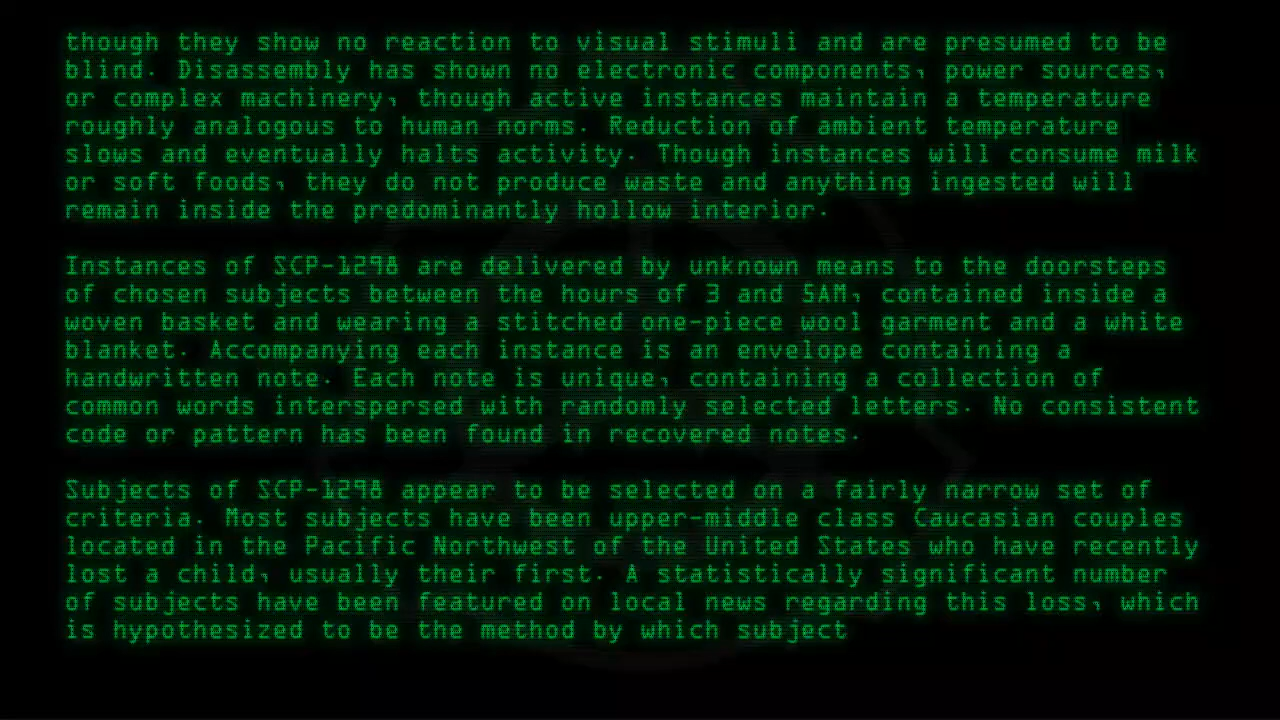 though they show no reaction to visual stimuli and are presumed to be
blind. Disassembly has shown no electronic components, power sources,
or complex machinery, though active instances maintain a temperature
roughly analogous to human norms. Reduction of ambient temperature
slows and eventually halts activity. Though instances will consume milk
or soft foods, they do not produce waste and anything ingested will
remain inside the predominantly hollow interior.
Instances of SCP-1298 are delivered by unknown means to the doorsteps
of chosen subjects between the hours of 3 and 5AM, contained inside a
woven basket and wearing a stitched one-piece wool garment and a white
blanket. Accompanying each instance is an envelope containing a
handwritten note. Each note is unique, containing a collection of
common words interspersed with randomly selected letters. No consistent
code or pattern has been found in recovered notes.
Subjects of SCP-1298 appear to be selected on a fairly narrow set of
criteria. Most subjects have been upper-middle class Caucasian couples
located in the Pacific Northwest of the United States who have recently
lost a child, usually their first. A statistically significant number
of subjects have been featured on local news regarding this loss, which
is hypothesized to be the method by which subject